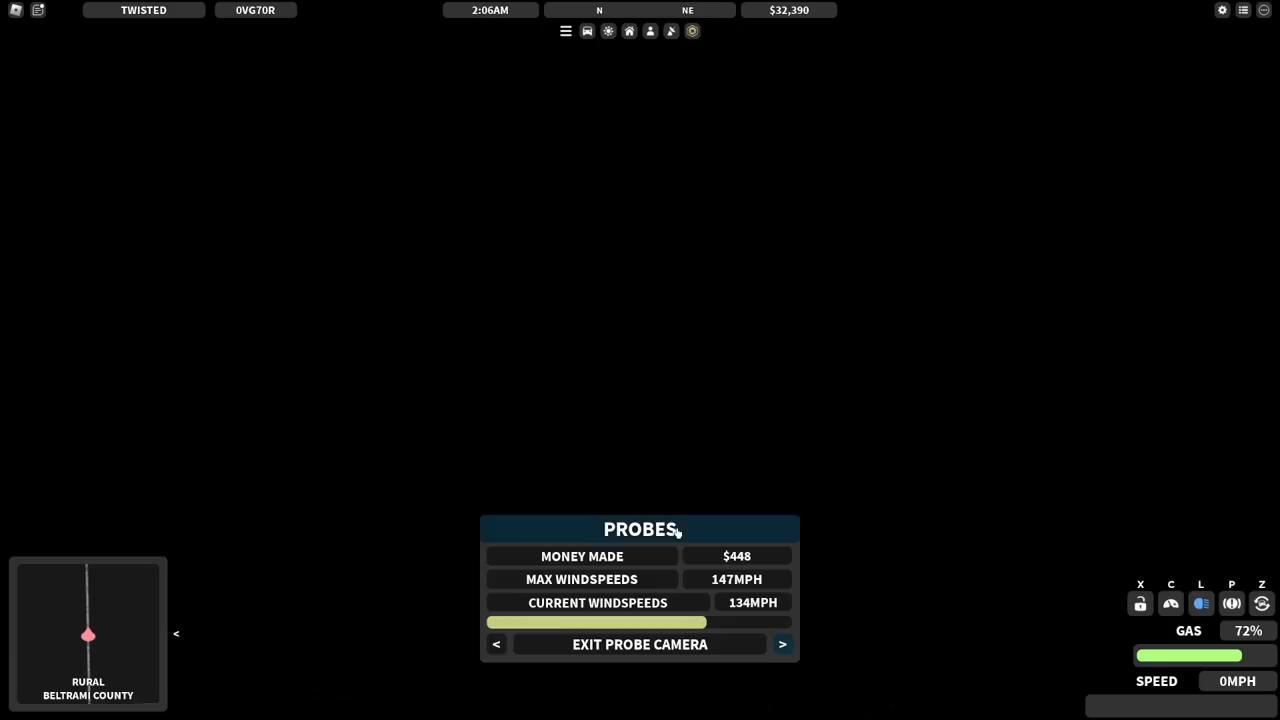 TWISTED
0VG70R
2:06AM
N
NE
$32,390
PROBES
MONEY MADE
$448
MAX WINDSPEEDS
147MPH
CURRENT WINDSPEEDS
134MPH
<
EXIT PROBE CAMERA
>
<
RURAL
BELTRAMI COUNTY
X
C
L
P
Z
GAS
72%
SPEED
0MPH